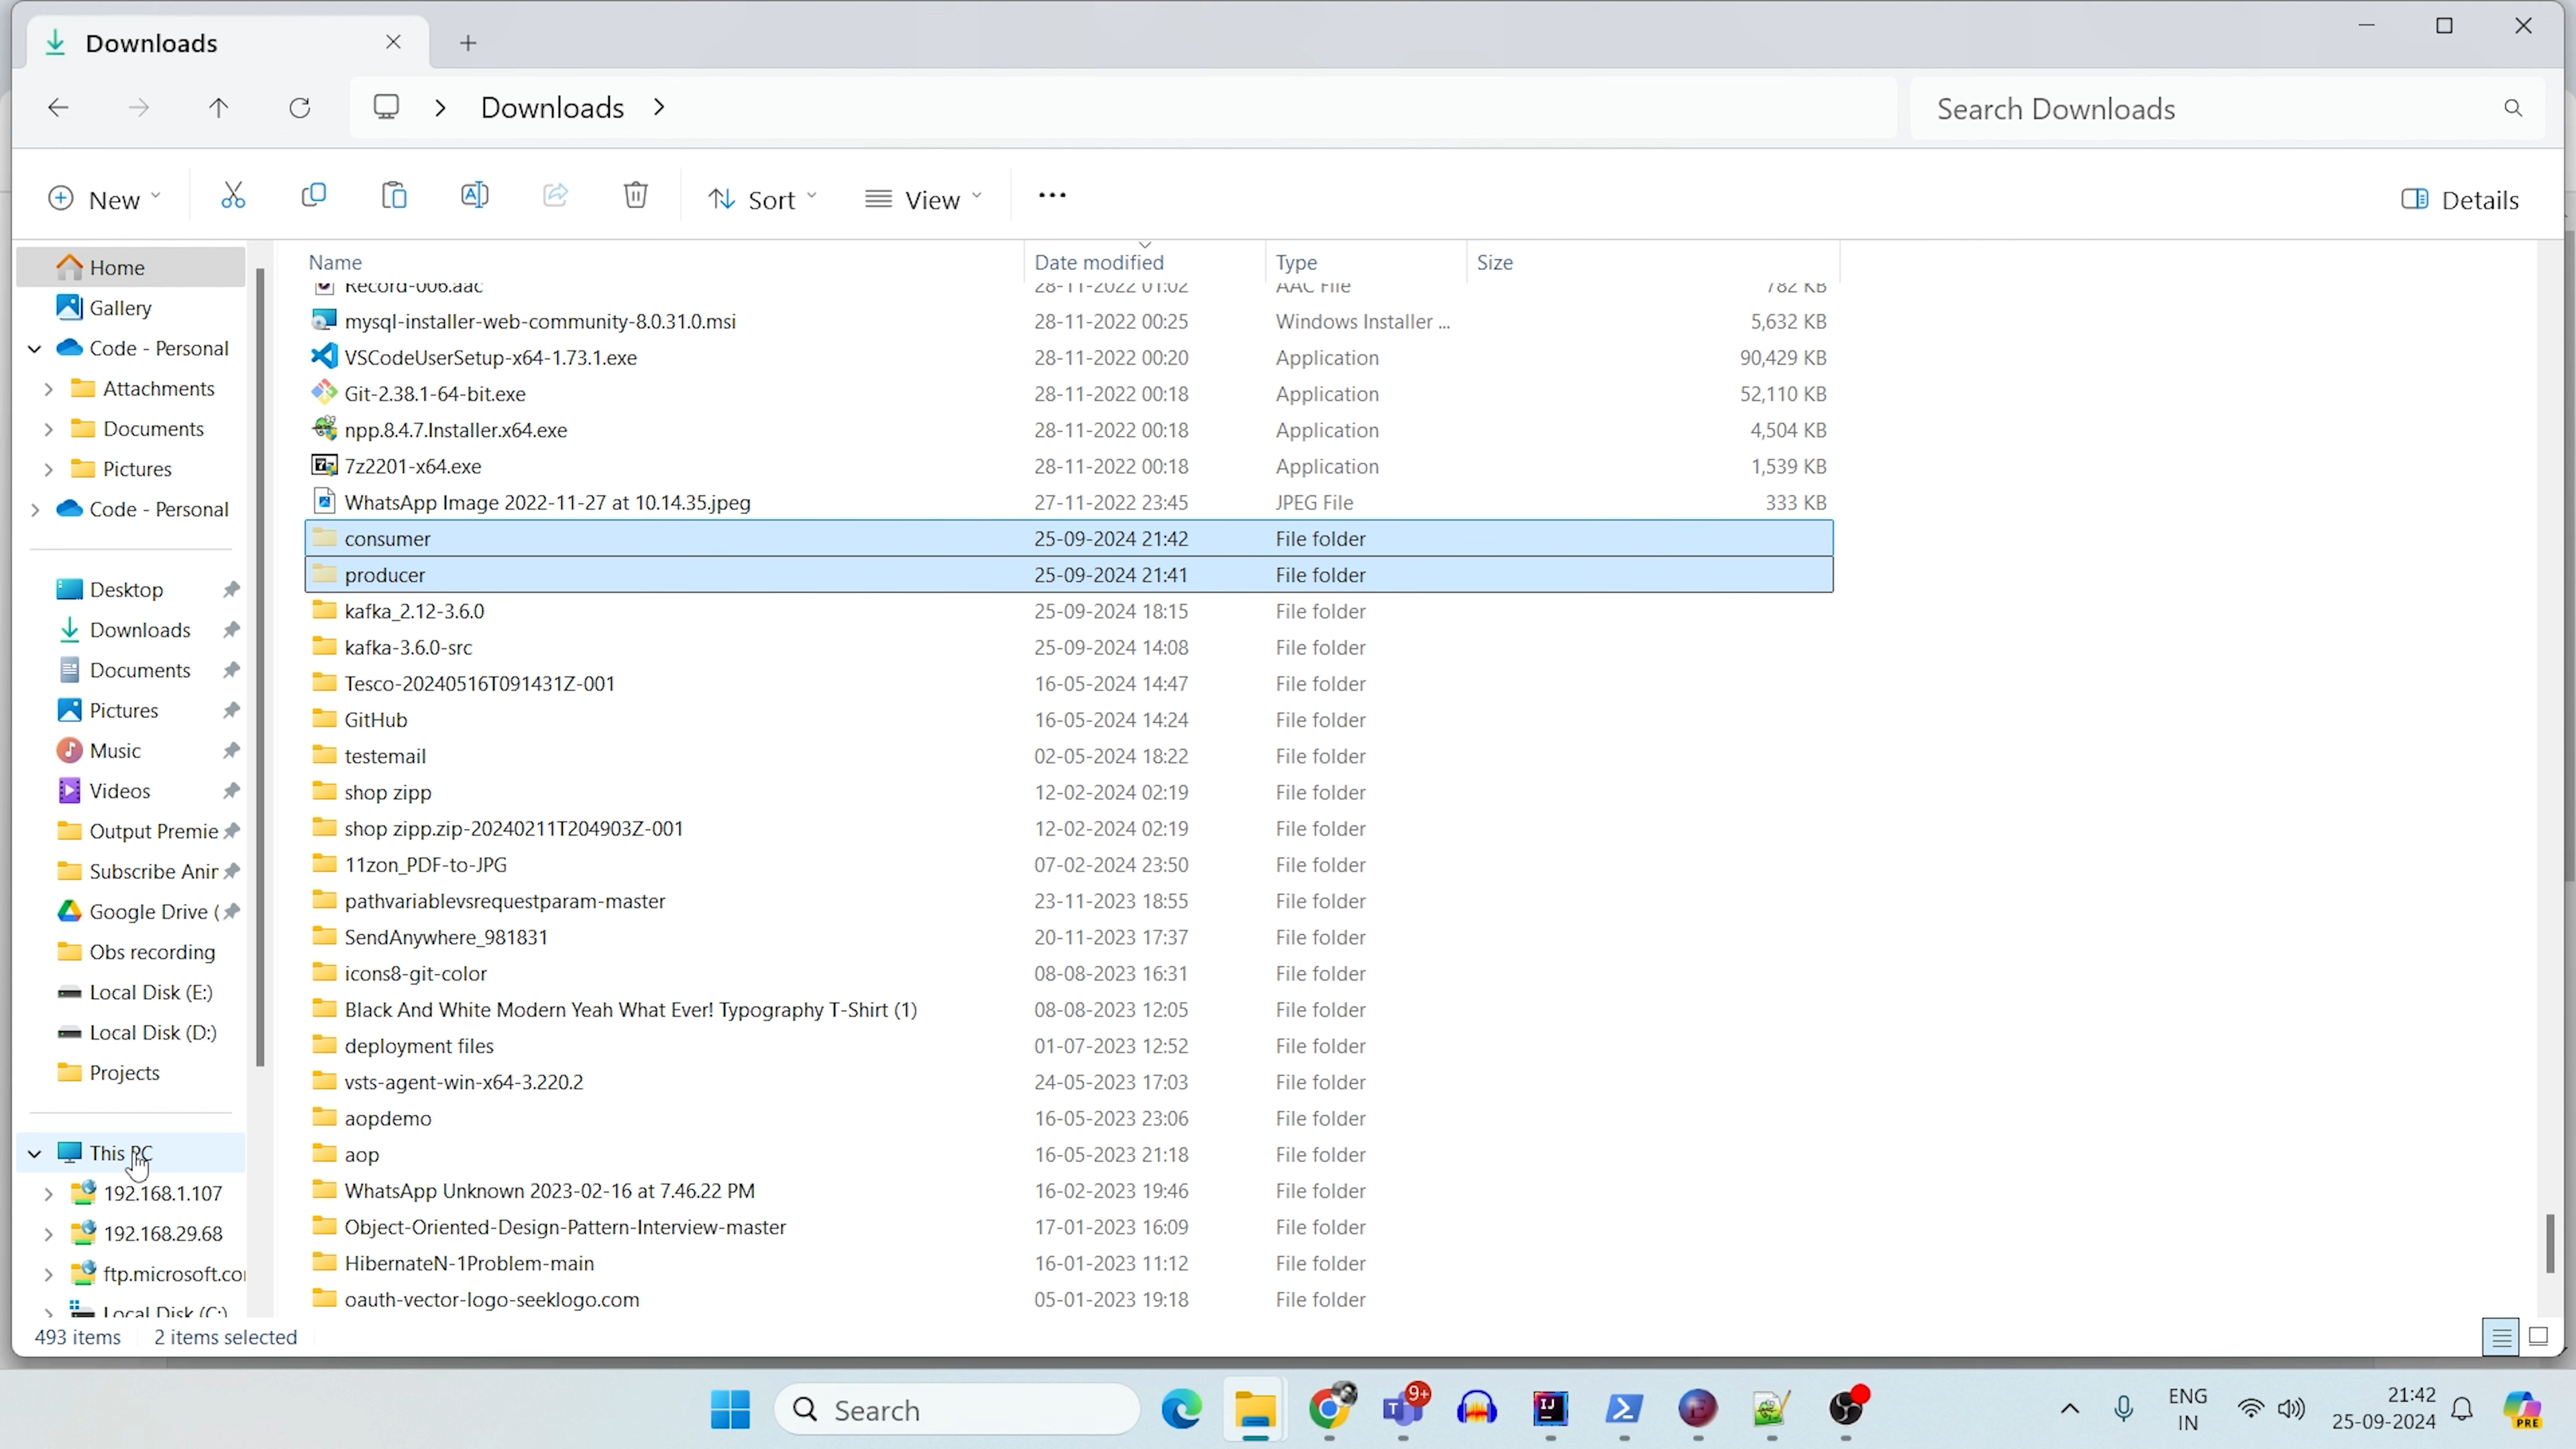 Downloads
Downloads
Search Downloads
New
Sort
View
Details
Home
Gallery
Code - Personal
Attachments
Documents
Pictures
Code - Personal
Desktop
Downloads
Documents
Pictures
Music
Videos
Output Premie
Subscribe Anir
Google Drive (
Obs recording
Local Disk (E:)
Local Disk (D:)
Projects
This PC
192.168.1.107
192.168.29.68
ftp.microsoft.co
Local Disk (C:)
Name Date modified Type Size
Record-006.aac 28-11-2022 01:02 AAC File 782 KB
mysql-installer-web-community-8.0.31.0.msi 28-11-2022 00:25 Windows Installer ... 5,632 KB
VSCodeUserSetup-x64-1.73.1.exe 28-11-2022 00:20 Application 90,429 KB
Git-2.38.1-64-bit.exe 28-11-2022 00:18 Application 52,110 KB
npp.8.4.7.Installer.x64.exe 28-11-2022 00:18 Application 4,504 KB
7z2201-x64.exe 28-11-2022 00:18 Application 1,539 KB
WhatsApp Image 2022-11-27 at 10.14.35.jpeg 27-11-2022 23:45 JPEG File 333 KB
consumer 25-09-2024 21:42 File folder
producer 25-09-2024 21:41 File folder
kafka_2.12-3.6.0 25-09-2024 18:15 File folder
kafka-3.6.0-src 25-09-2024 14:08 File folder
Tesco-20240516T091431Z-001 16-05-2024 14:47 File folder
GitHub 16-05-2024 14:24 File folder
testemail 02-05-2024 18:22 File folder
shop zipp 12-02-2024 02:19 File folder
shop zipp.zip-20240211T204903Z-001 12-02-2024 02:19 File folder
11zon_PDF-to-JPG 07-02-2024 23:50 File folder
pathvariablevsrequestparam-master 23-11-2023 18:55 File folder
SendAnywhere_981831 20-11-2023 17:37 File folder
icons8-git-color 08-08-2023 16:31 File folder
Black And White Modern Yeah What Ever! Typography T-Shirt (1) 08-08-2023 12:05 File folder
deployment files 01-07-2023 12:52 File folder
vsts-agent-win-x64-3.220.2 24-05-2023 17:03 File folder
aopdemo 16-05-2023 23:06 File folder
aop 16-05-2023 21:18 File folder
WhatsApp Unknown 2023-02-16 at 7.46.22 PM 16-02-2023 19:46 File folder
Object-Oriented-Design-Pattern-Interview-master 17-01-2023 16:09 File folder
HibernateN-1Problem-main 16-01-2023 11:12 File folder
oauth-vector-logo-seeklogo.com 05-01-2023 19:18 File folder
493 items 2 items selected
Search
9+
ENG
IN
21:42
25-09-2024
PRE